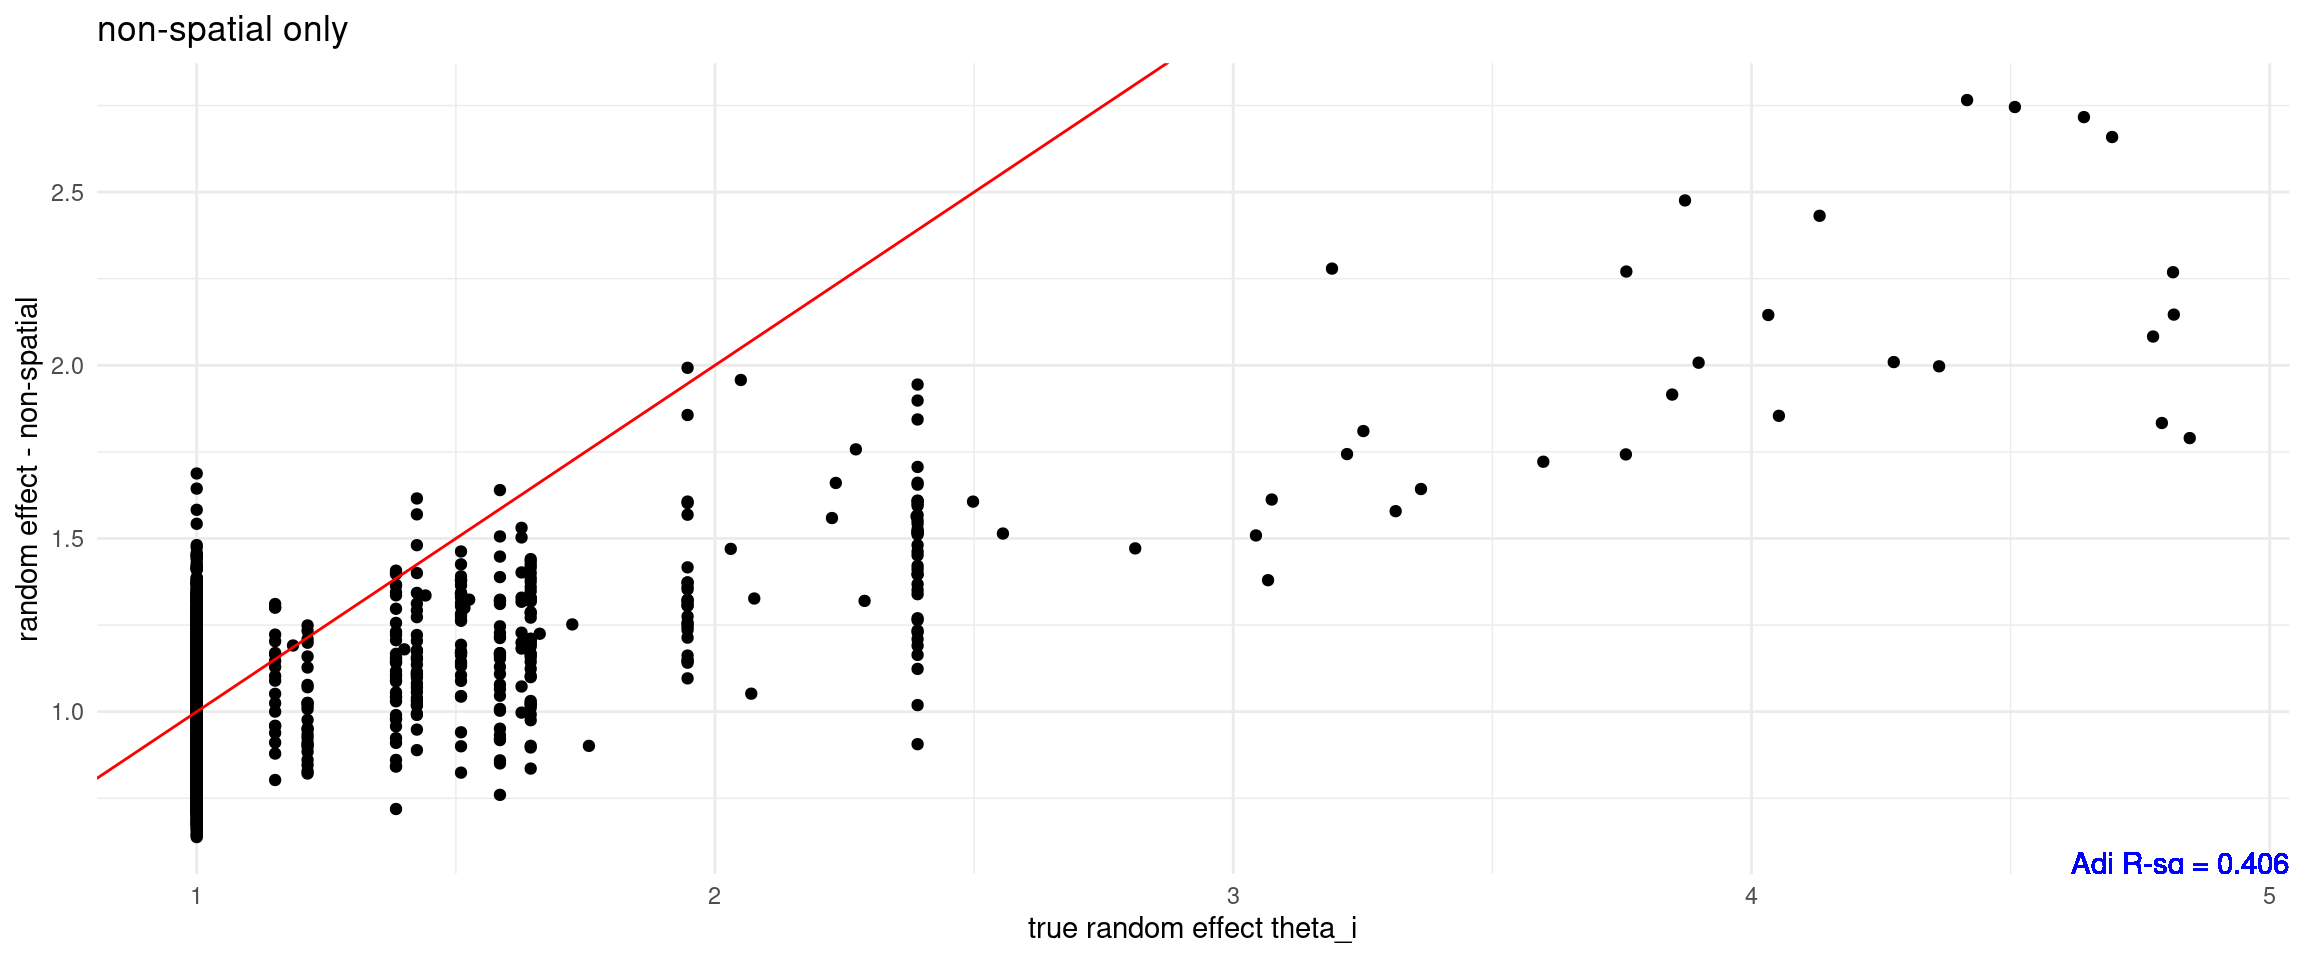 non-spatial only
random effect - non-spatial
2.5
2.0
1.5
1.0
Adj R-sq = 0.406
1 2 3 4 5
true random effect theta_i